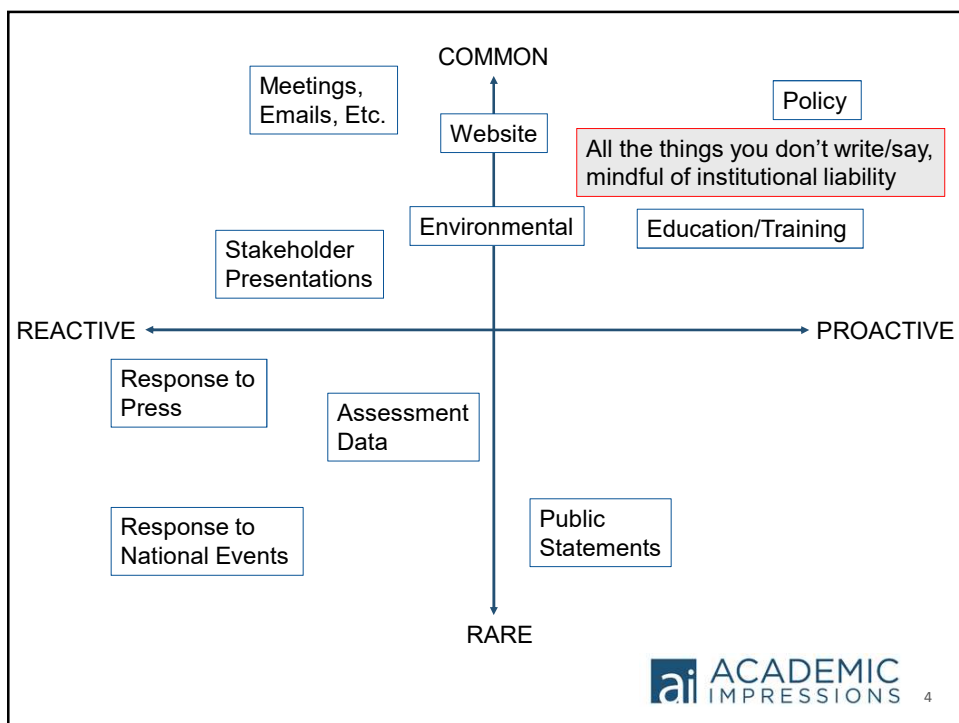 COMMON
Meetings,
Emails, Etc.
Policy
Website
All the things you don’t write/say,
mindful of institutional liability
Environmental
Education/Training
Stakeholder
Presentations
REACTIVE
PROACTIVE
Response to
Press
Assessment
Data
Response to
National Events
Public
Statements
RARE
ai ACADEMIC
IMPRESSIONS
4